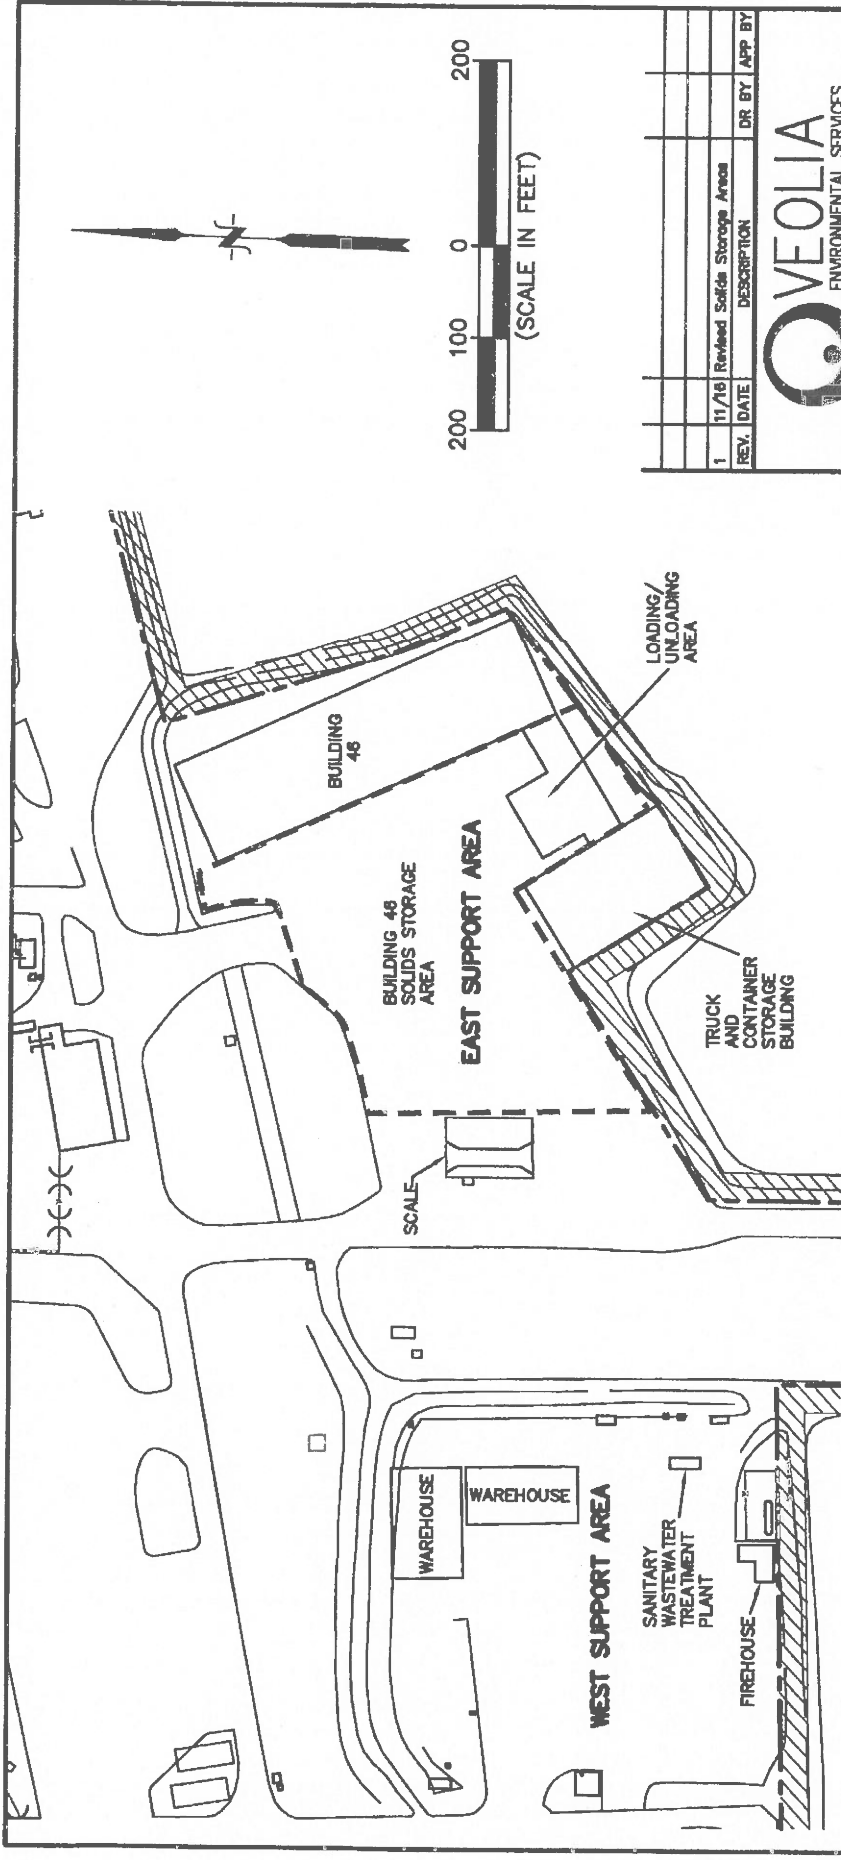 200
100
0
200
(SCALE IN FEET)
1
11/16
Revised Solids Storage Areas
REV.
DATE
DESCRIPTION
DR BY
APP BY
VEOLIA
ENVIRONMENTAL SERVICES
LOADING/
UNLOADING
AREA
BUILDING
46
BUILDING 46
SOLIDS STORAGE
AREA
EAST SUPPORT AREA
TRUCK
AND
CONTAINER
STORAGE
BUILDING
SCALE
WAREHOUSE
WAREHOUSE
WEST SUPPORT AREA
SANITARY
WASTEWATER
TREATMENT
PLANT
FIREHOUSE